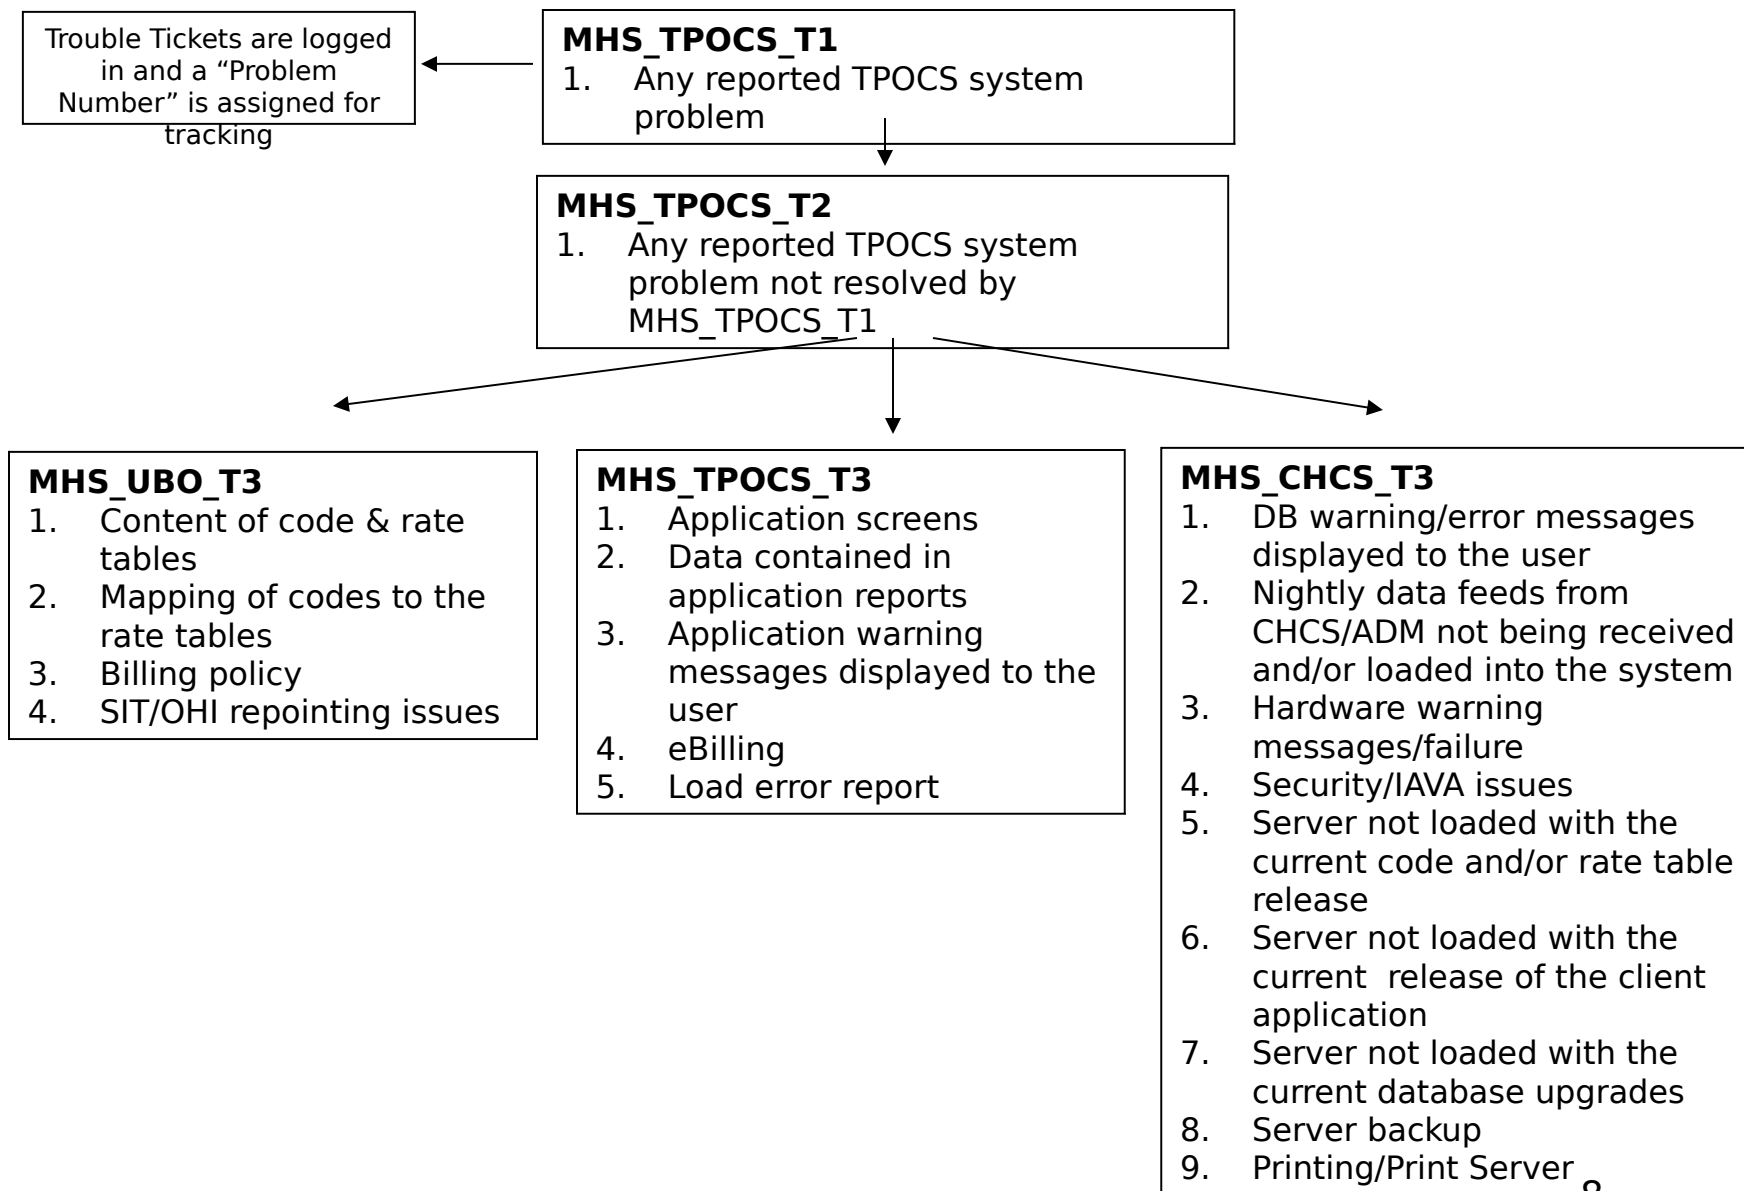 Trouble Tickets are logged
in and a “Problem
Number” is assigned for
tracking
MHS_TPOCS_T1
1. Any reported TPOCS system
problem
MHS_TPOCS_T2
1. Any reported TPOCS system
problem not resolved by
MHS_TPOCS_T1
MHS_UBO_T3
1. Content of code & rate
tables
2. Mapping of codes to the
rate tables
3. Billing policy
4. SIT/OHI repointing issues
MHS_TPOCS_T3
1. Application screens
2. Data contained in
application reports
3. Application warning
messages displayed to the
user
4. eBilling
5. Load error report
MHS_CHCS_T3
1. DB warning/error messages
displayed to the user
2. Nightly data feeds from
CHCS/ADM not being received
and/or loaded into the system
3. Hardware warning
messages/failure
4. Security/IAVA issues
5. Server not loaded with the
current code and/or rate table
release
6. Server not loaded with the
current  release of the client
application
7. Server not loaded with the
current database upgrades
8. Server backup
9. Printing/Print Server